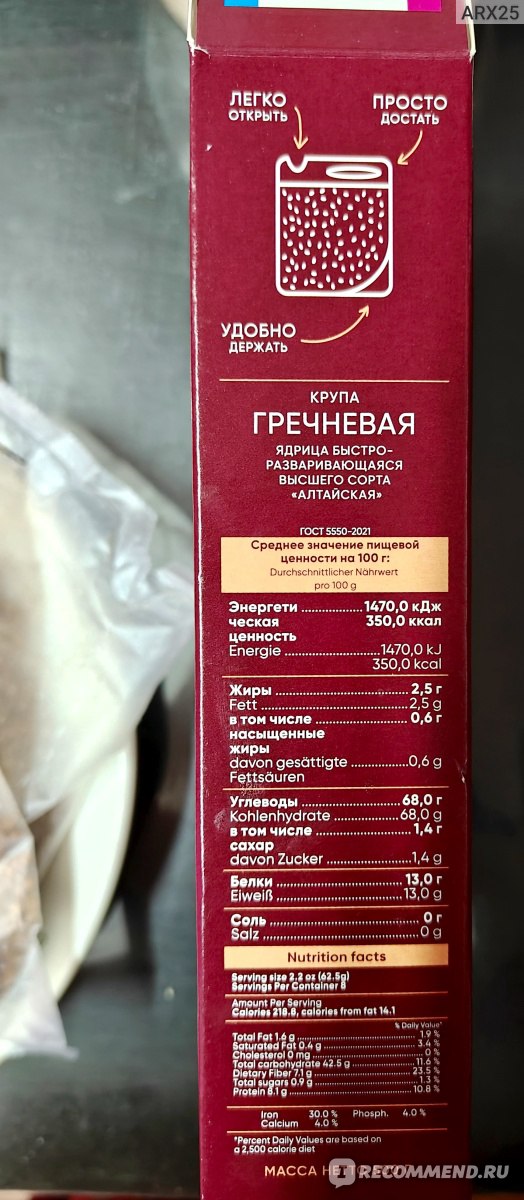 ARX25
ЛЕГКО
ОТКРЫТЬ
ПРОСТО
ДОСТАТЬ
УДОБНО
ДЕРЖАТЬ
КРУПА
ГРЕЧНЕВАЯ
ЯДРИЦА БЫСТРО-
РАЗВАРИВАЮЩАЯСЯ
ВЫСШЕГО СОРТА
«АЛТАЙСКАЯ»
ГОСТ 5550-2021
Среднее значение пищевой
ценности на 100 г:
Durchschnittlicher Nährwert
pro 100 g
Энергети ..... 1470,0 кДж
ческая 350,0 ккал
ценность
Energie ..... 1470,0 kJ
350,0 kcal
Жиры ..... 2,5 г
Fett ..... 2,5 g
в том числе ..... 0,6 г
насыщенные
жиры
davon gesättigte ..... 0,6 g
Fettsäuren
Углеводы ..... 68,0 г
Kohlenhydrate ..... 68,0 g
в том числе ..... 1,4 г
сахар
davon Zucker ..... 1,4 g
Белки ..... 13,0 г
Eiweiß ..... 13,0 g
Соль ..... 0 г
Salz ..... 0 g
Nutrition facts
Serving size 2.2 oz (62.5g)
Servings Per Container 8
Amount Per Serving
Calories 218.8, calories from fat 14.1
% Daily Value*
Total Fat 1.6 g ..... 1.9 %
Saturated Fat 0.4 g ..... 3.4 %
Cholesterol 0 mg ..... 0 %
Total carbohydrate 42.5 g ..... 11.6 %
Dietary Fiber 7.1 g ..... 23.5 %
Total sugars 0.9 g ..... 1.3 %
Protein 8.1 g ..... 10.8 %
Iron 30.0 % Phosph. 4.0 %
Calcium 4.0 %
*Percent Daily Values are based on
a 2,500 calorie diet
МАССА НЕТТО
IRECOMMEND.RU